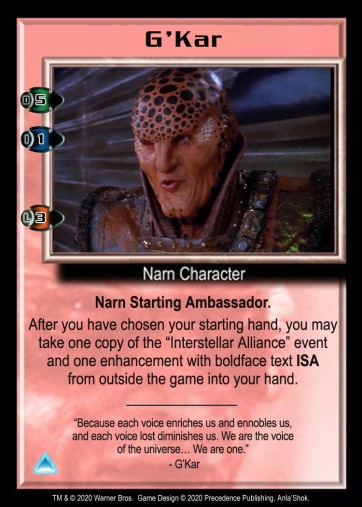 G'Kar
D 5
I 1
L 3
Narn Character
Narn Starting Ambassador.
After you have chosen your starting hand, you may
take one copy of the “Interstellar Alliance” event
and one enhancement with boldface text ISA
from outside the game into your hand.
“Because each voice enriches us and ennobles us,
and each voice lost diminishes us. We are the voice
of the universe… We are one.”
- G'Kar
TM & © 2020 Warner Bros. Game Design © 2020 Precedence Publishing. Anla'Shok.